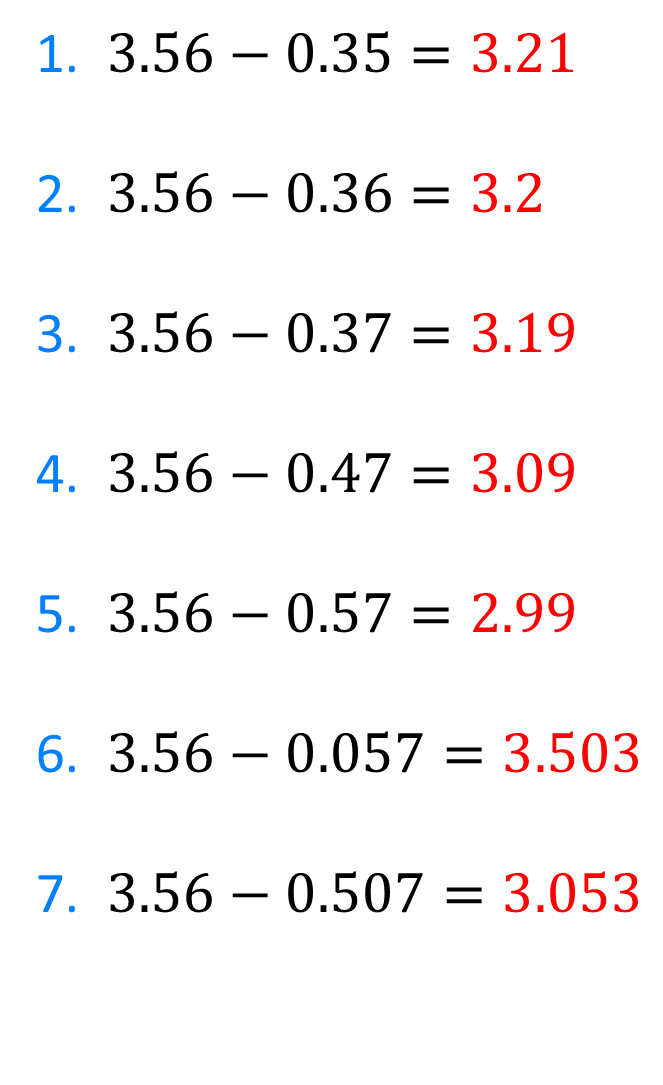 1. 3.56 − 0.35 = 3.21
2. 3.56 − 0.36 = 3.2
3. 3.56 − 0.37 = 3.19
4. 3.56 − 0.47 = 3.09
5. 3.56 − 0.57 = 2.99
6. 3.56 − 0.057 = 3.503
7. 3.56 − 0.507 = 3.053